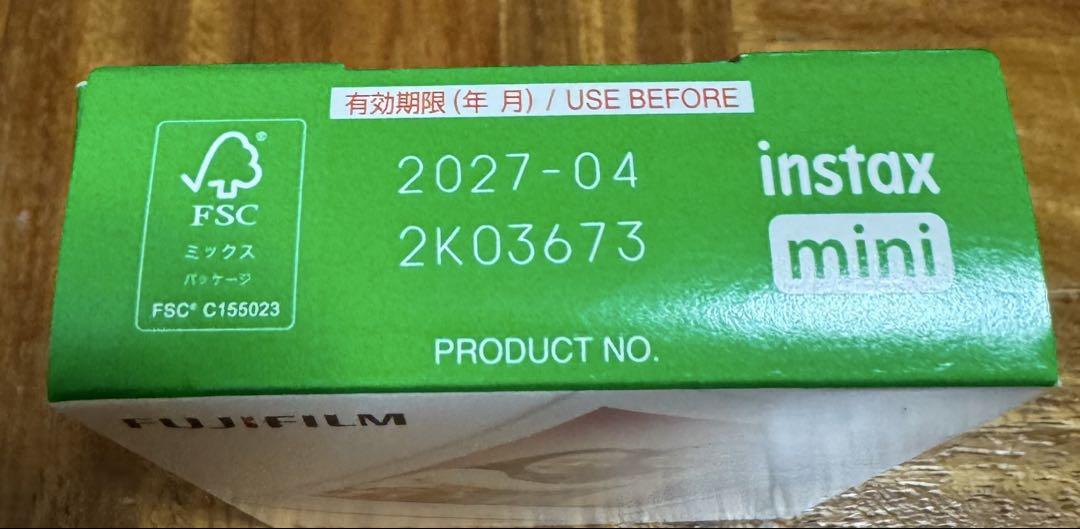 有効期限 (年 月) / USE BEFORE
2027-04
2K03673
PRODUCT NO.
FSC
ミックス
パッケージ
FSC® C155023
instax
mini
FUJIFILM